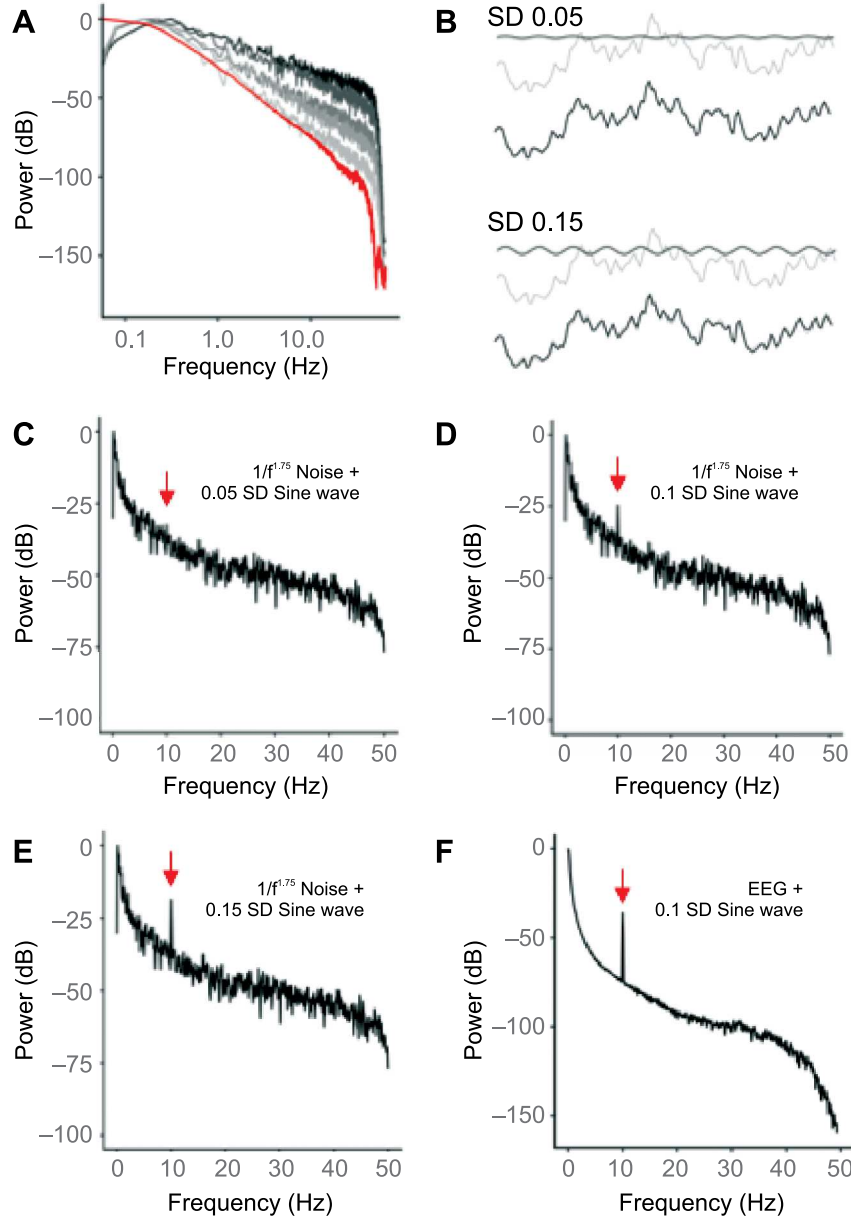 A
Power (dB)
0
−50
−100
−150
0.1
1.0
10.0
Frequency (Hz)
B
SD 0.05
SD 0.15
C
Power (dB)
0
−25
−50
−75
−100
1/f^1.75 Noise +
0.05 SD Sine wave
0
10
20
30
40
50
Frequency (Hz)
D
Power (dB)
0
−25
−50
−75
−100
1/f^1.75 Noise +
0.1 SD Sine wave
0
10
20
30
40
50
Frequency (Hz)
E
Power (dB)
0
−25
−50
−75
−100
1/f^1.75 Noise +
0.15 SD Sine wave
0
10
20
30
40
50
Frequency (Hz)
F
Power (dB)
0
−50
−100
−150
EEG +
0.1 SD Sine wave
0
10
20
30
40
50
Frequency (Hz)